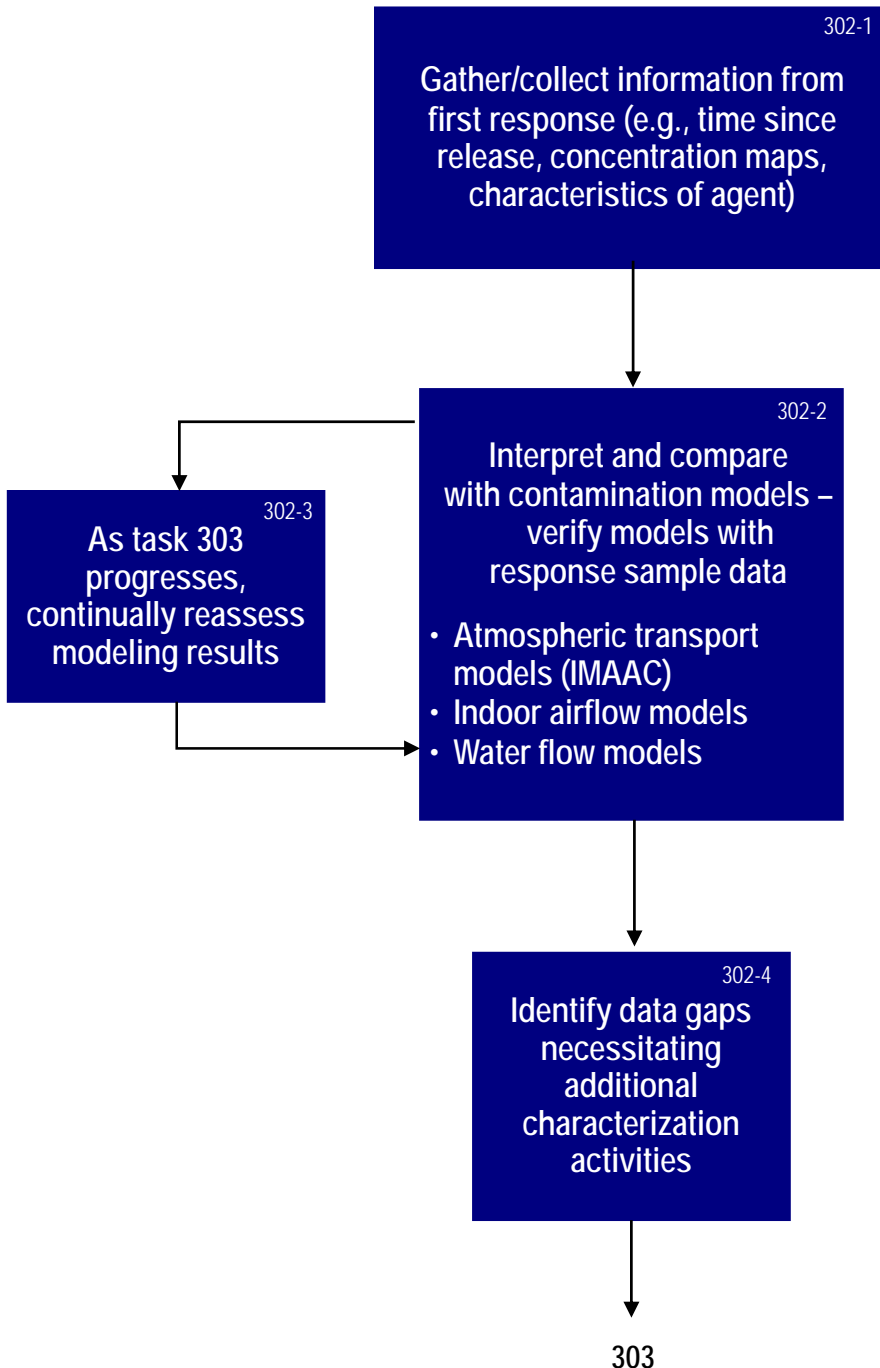 302-1
Gather/collect information from
first response (e.g., time since
release, concentration maps,
characteristics of agent)
302-2
Interpret and compare
with contamination models –
verify models with
response sample data
• Atmospheric transport
models (IMAAC)
• Indoor airflow models
• Water flow models
302-3
As task 303
progresses,
continually reassess
modeling results
302-4
Identify data gaps
necessitating
additional
characterization
activities
303